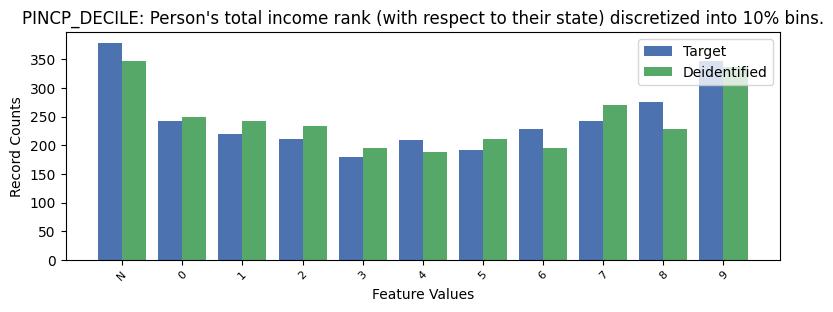 PINCP_DECILE: Person's total income rank (with respect to their state) discretized into 10% bins.
Target
Deidentified
Record Counts
350
300
250
200
150
100
50
0
N 0 1 2 3 4 5 6 7 8 9
Feature Values